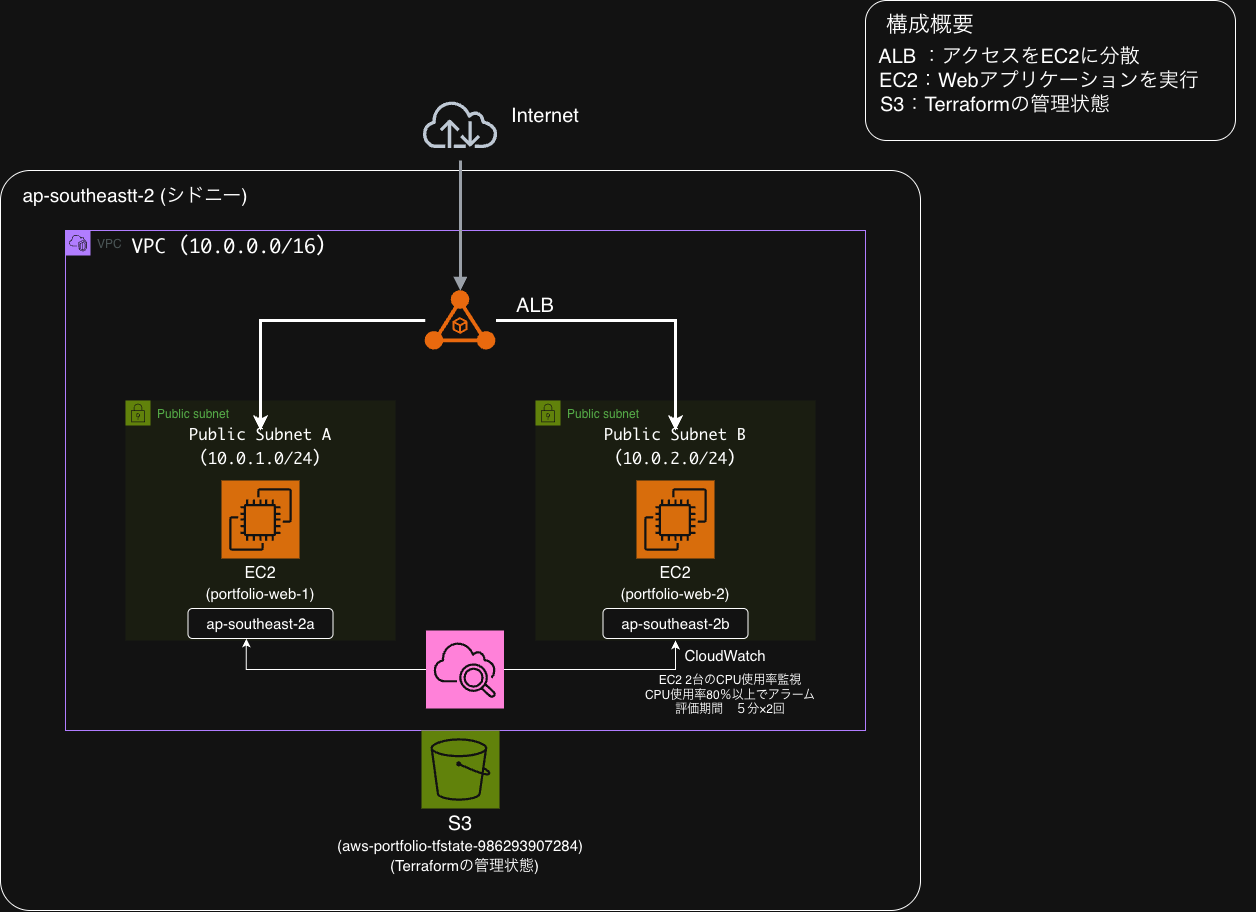 構成概要
ALB ：アクセスをEC2に分散
EC2：Webアプリケーションを実行
S3：Terraformの管理状態
Internet
ap-southeastt-2 (シドニー)
VPC
VPC (10.0.0.0/16)
ALB
Public subnet
Public Subnet A
(10.0.1.0/24)
EC2
(portfolio-web-1)
ap-southeast-2a
Public subnet
Public Subnet B
(10.0.2.0/24)
EC2
(portfolio-web-2)
ap-southeast-2b
CloudWatch
EC2 2台のCPU使用率監視
CPU使用率80%以上でアラーム
評価期間　５分×2回
S3
(aws-portfolio-tfstate-986293907284)
(Terraformの管理状態)